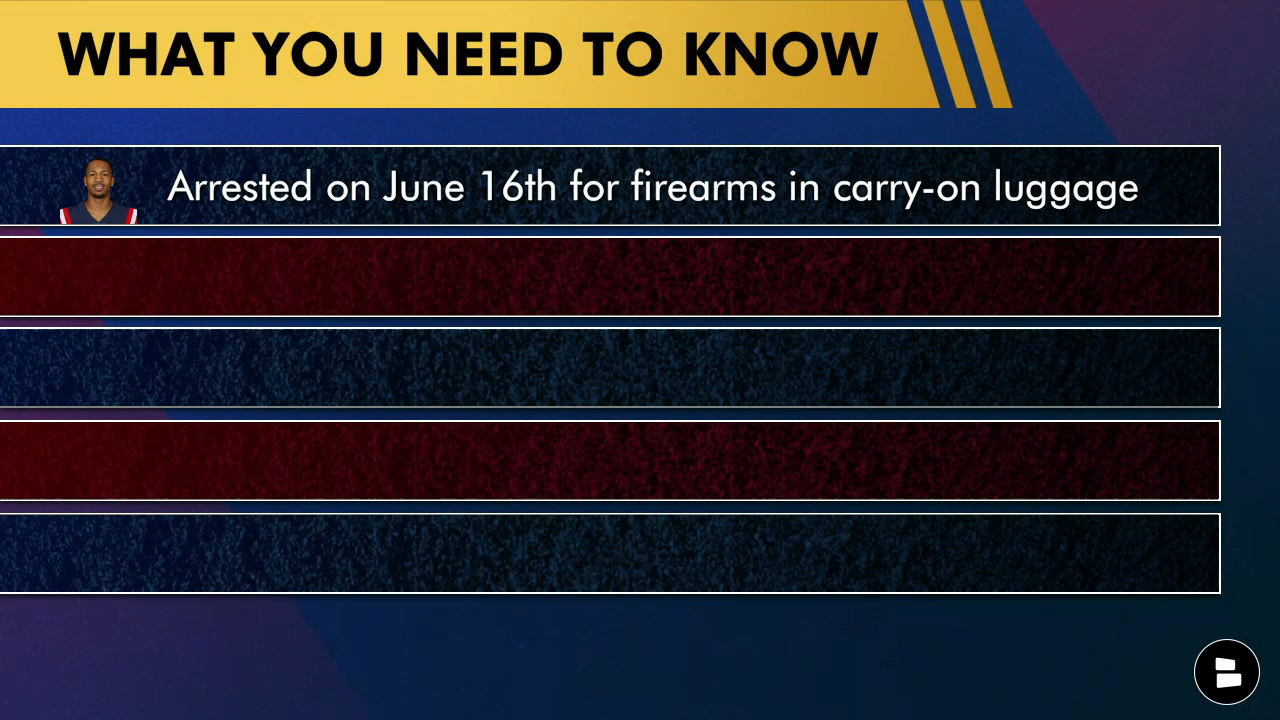 WHAT YOU NEED TO KNOW
Arrested on June 16th for firearms in carry-on luggage